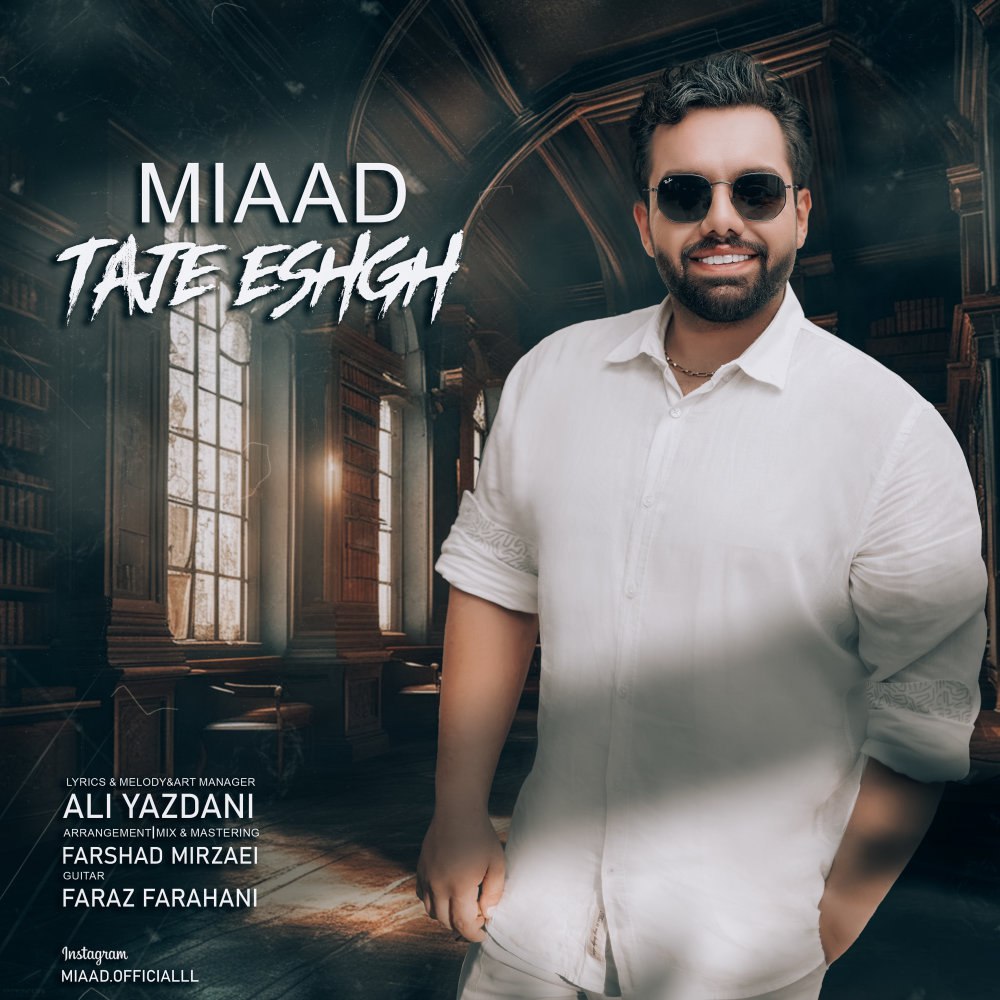 MIAAD
TAJE ESHGH
LYRICS & MELODY&ART MANAGER
ALI YAZDANI
ARRANGEMENT|MIX & MASTERING
FARSHAD MIRZAEI
GUITAR
FARAZ FARAHANI
Instagram
MIAAD.OFFICIALLL